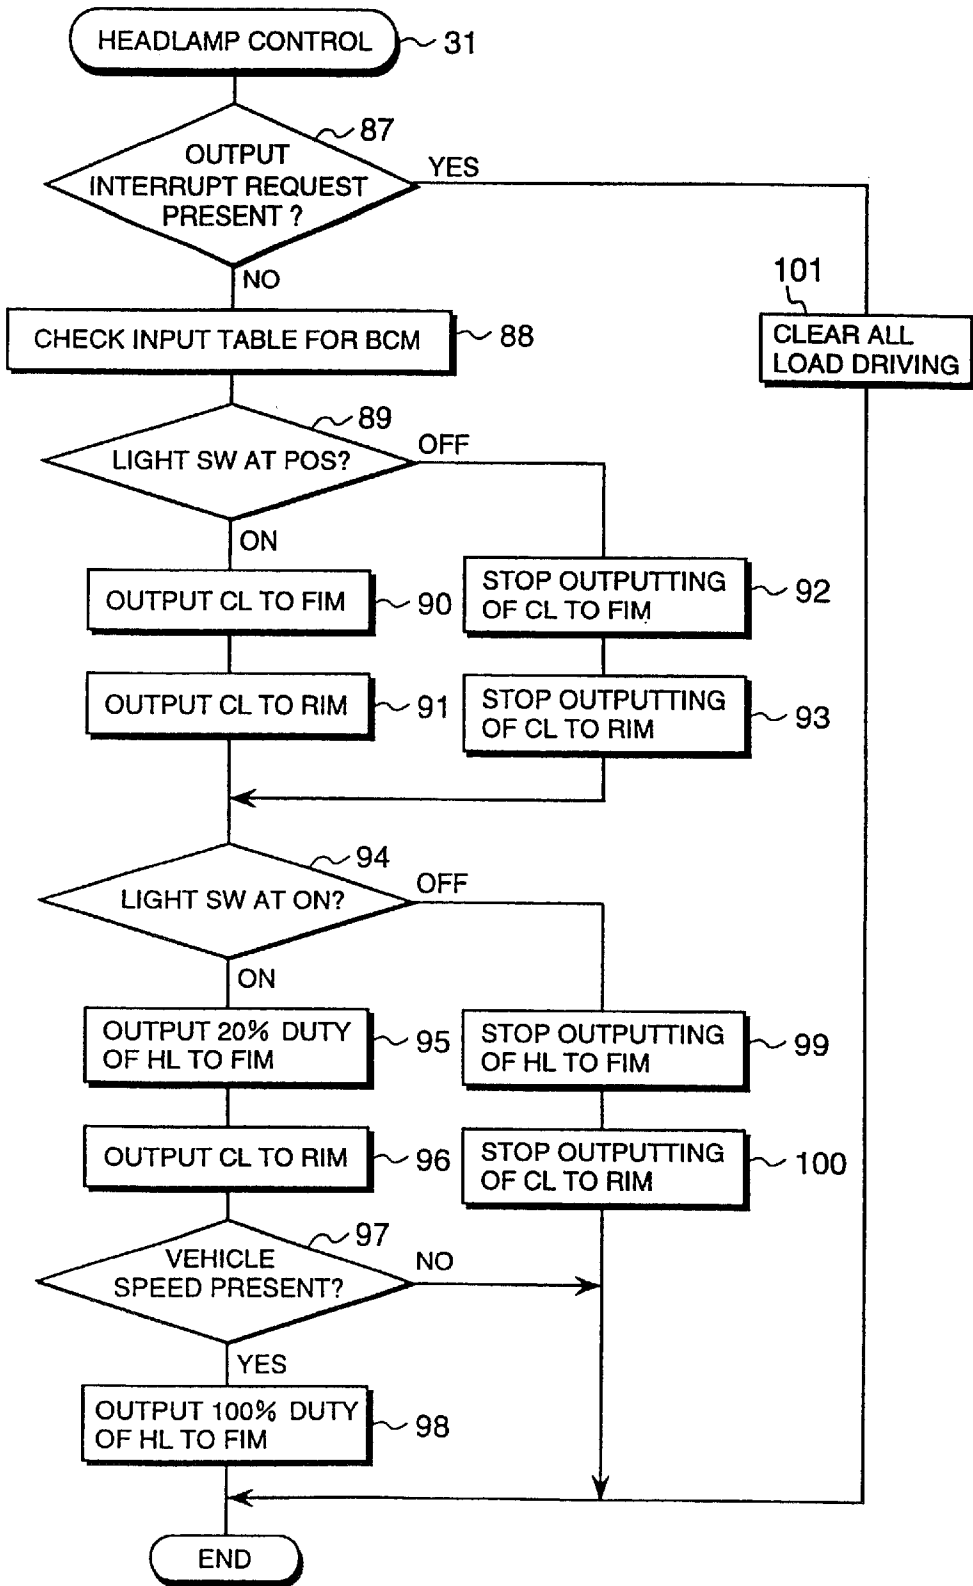 HEADLAMP CONTROL
31
87
OUTPUT
INTERRUPT REQUEST
PRESENT ?
YES
NO
101
CLEAR ALL
LOAD DRIVING
CHECK INPUT TABLE FOR BCM
88
89
LIGHT SW AT POS?
OFF
ON
OUTPUT CL TO FIM
90
STOP OUTPUTTING
OF CL TO FIM
92
OUTPUT CL TO RIM
91
STOP OUTPUTTING
OF CL TO RIM
93
94
LIGHT SW AT ON?
OFF
ON
OUTPUT 20% DUTY
OF HL TO FIM
95
STOP OUTPUTTING
OF HL TO FIM
99
OUTPUT CL TO RIM
96
STOP OUTPUTTING
OF CL TO RIM
100
97
VEHICLE
SPEED PRESENT?
NO
YES
OUTPUT 100% DUTY
OF HL TO FIM
98
END